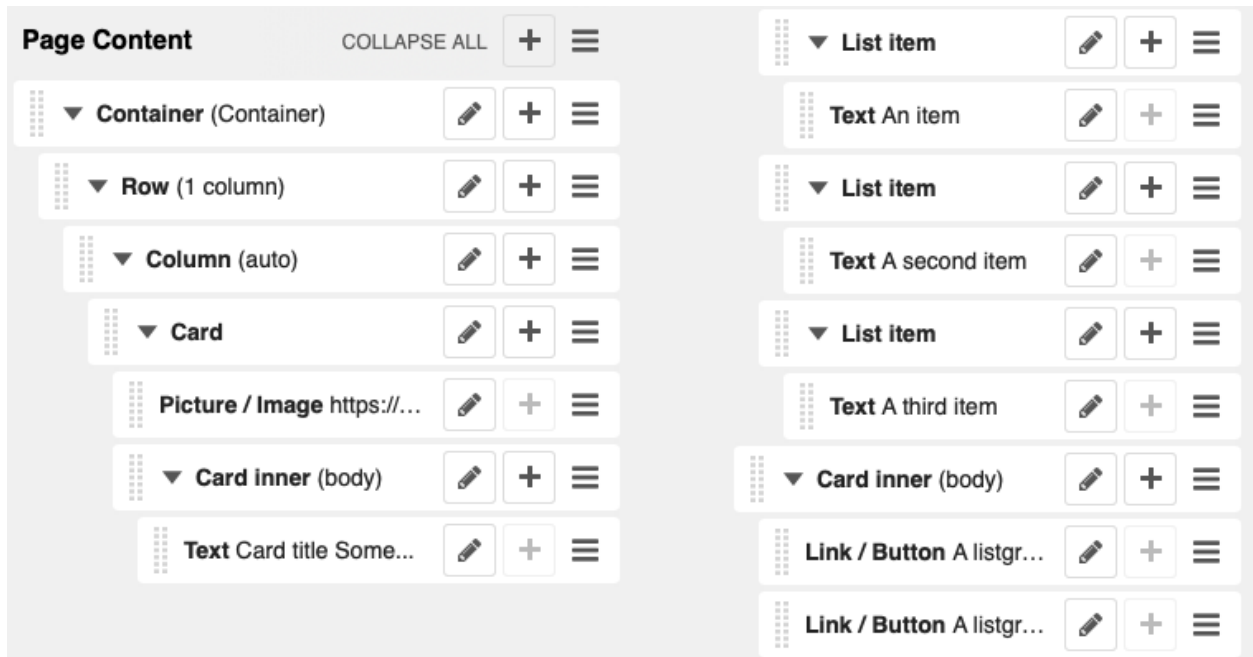 Page Content COLLAPSE ALL
Container (Container)
Row (1 column)
Column (auto)
Card
Picture / Image https://...
Card inner (body)
Text Card title Some...
List item
Text An item
List item
Text A second item
List item
Text A third item
Card inner (body)
Link / Button A listgr...
Link / Button A listgr...